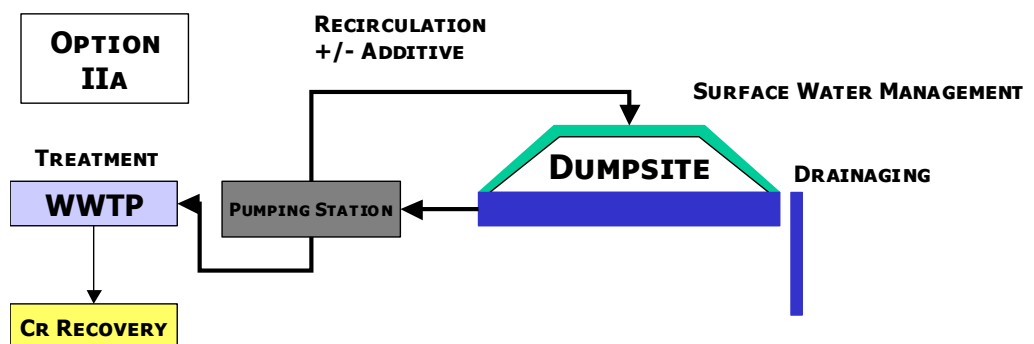 OPTION
IIA
RECIRCULATION
+/- ADDITIVE
SURFACE WATER MANAGEMENT
TREATMENT
DUMPSITE
DRAINAGING
WWTP
PUMPING STATION
CR RECOVERY